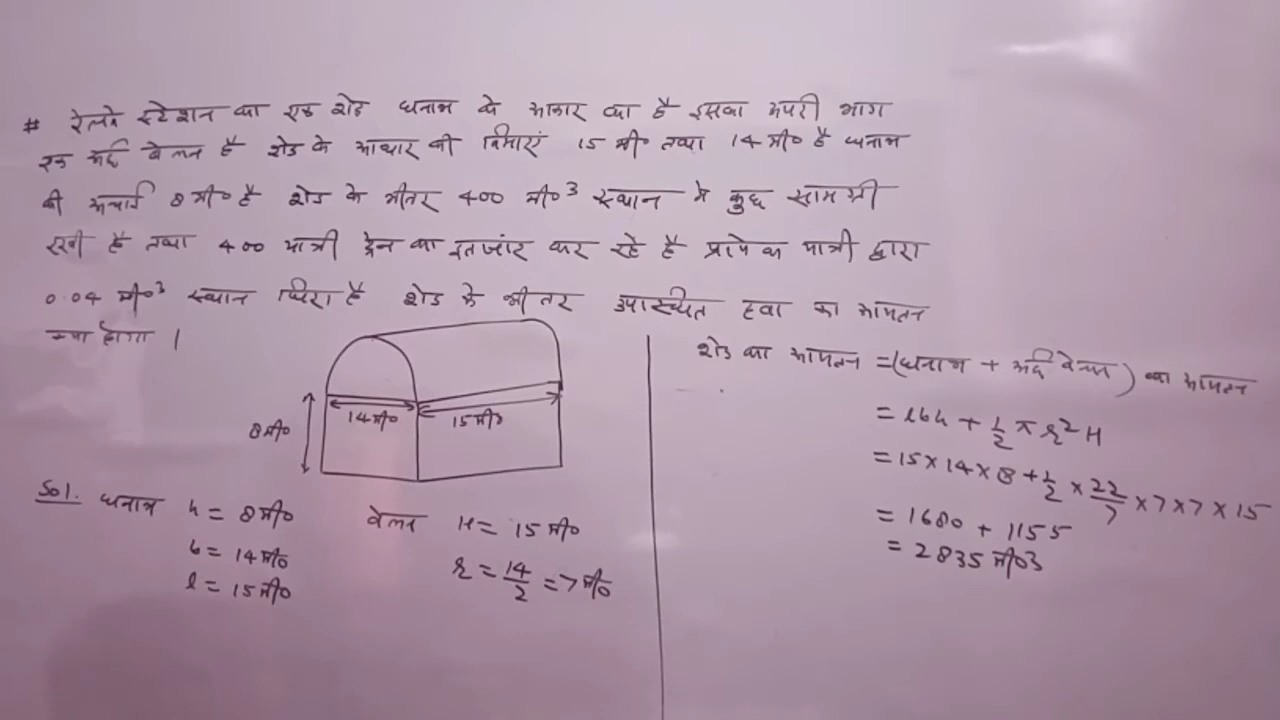 # रेलवे स्टेशन का एक शेड घनाभ के आकार का है इसका ऊपरी भाग
एक अर्द्ध बेलन है शेड के आधार की विमाएं 15 मी० तथा 14 मी० है घनाभ
की ऊंचाई 8 मी० है शेड के भीतर 400 मी०³ स्थान मे कुछ सामग्री
रखी है तथा 400 यात्री ट्रेन का इंतजार कर रहे है प्रत्येक यात्री द्वारा
0.04 मी०³ स्थान घिरा है शेड के भीतर उपस्थित हवा का आयतन
क्या होगा ।
8मी०
14मी०
15मी०
Sol. घनाभ h = 8मी०
b = 14मी०
l = 15मी०
बेलन H = 15मी०
r = 14/2 = 7मी०
शेड का आयतन = (घनाभ + अर्द्ध बेलन) का आयतन
= lbh + 1/2 π r² H
= 15 × 14 × 8 + 1/2 × 22/7 × 7 × 7 × 15
= 1680 + 1155
= 2835 मी०3